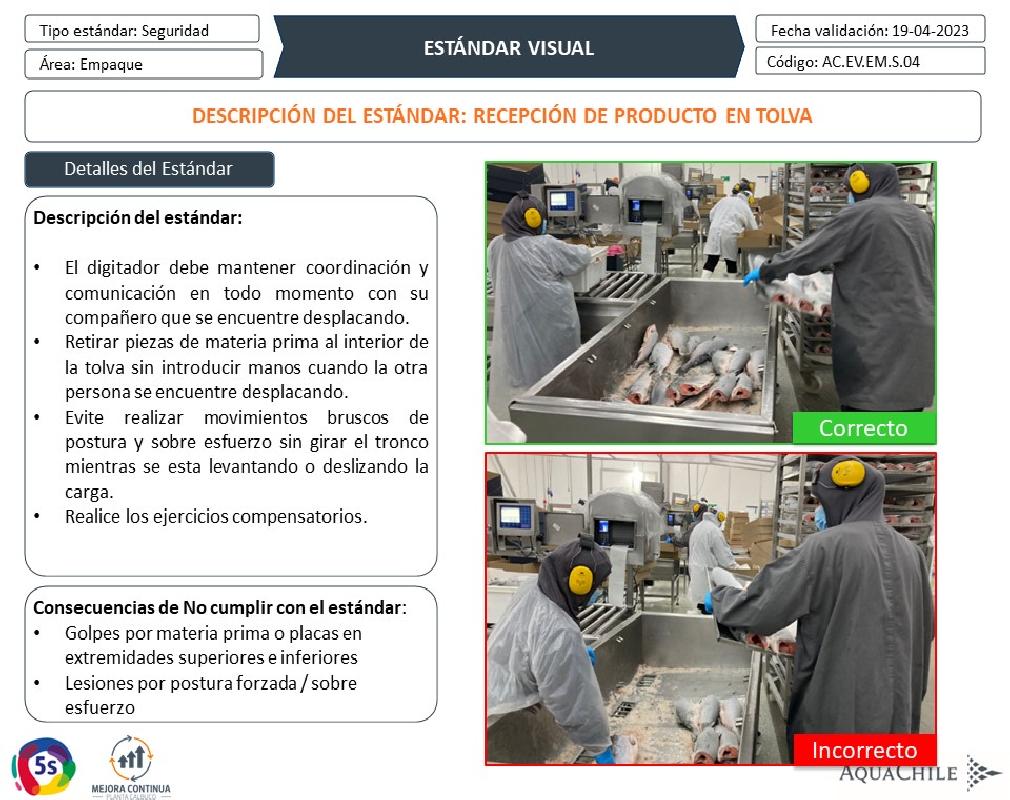 Tipo estándar: Seguridad
Área: Empaque
ESTÁNDAR VISUAL
Fecha validación: 19-04-2023
Código: AC.EV.EM.S.04
DESCRIPCIÓN DEL ESTÁNDAR: RECEPCIÓN DE PRODUCTO EN TOLVA
Detalles del Estándar
Descripción del estándar:
• El digitador debe mantener coordinación y
comunicación en todo momento con su
compañero que se encuentre desplacando.
• Retirar piezas de materia prima al interior de
la tolva sin introducir manos cuando la otra
persona se encuentre desplacando.
• Evite realizar movimientos bruscos de
postura y sobre esfuerzo sin girar el tronco
mientras se esta levantando o deslizando la
carga.
• Realice los ejercicios compensatorios.
Consecuencias de No cumplir con el estándar:
• Golpes por materia prima o placas en
extremidades superiores e inferiores
• Lesiones por postura forzada / sobre
esfuerzo
Correcto
Incorrecto
5s
MEJORA CONTINUA
PLANTA CALBUCO
AQUACHILE